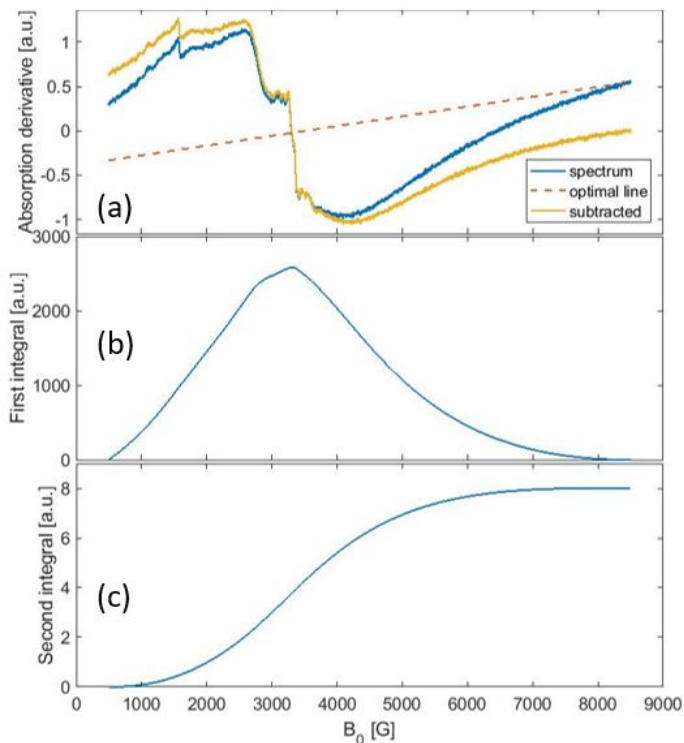 Absorption derivative [a.u.]
1
0.5
0
-0.5
-1
(a)
spectrum
optimal line
subtracted
First integral [a.u.]
3000
2000
1000
0
(b)
Second integral [a.u.]
8
6
4
2
0
(c)
0 1000 2000 3000 4000 5000 6000 7000 8000 9000
B₀ [G]